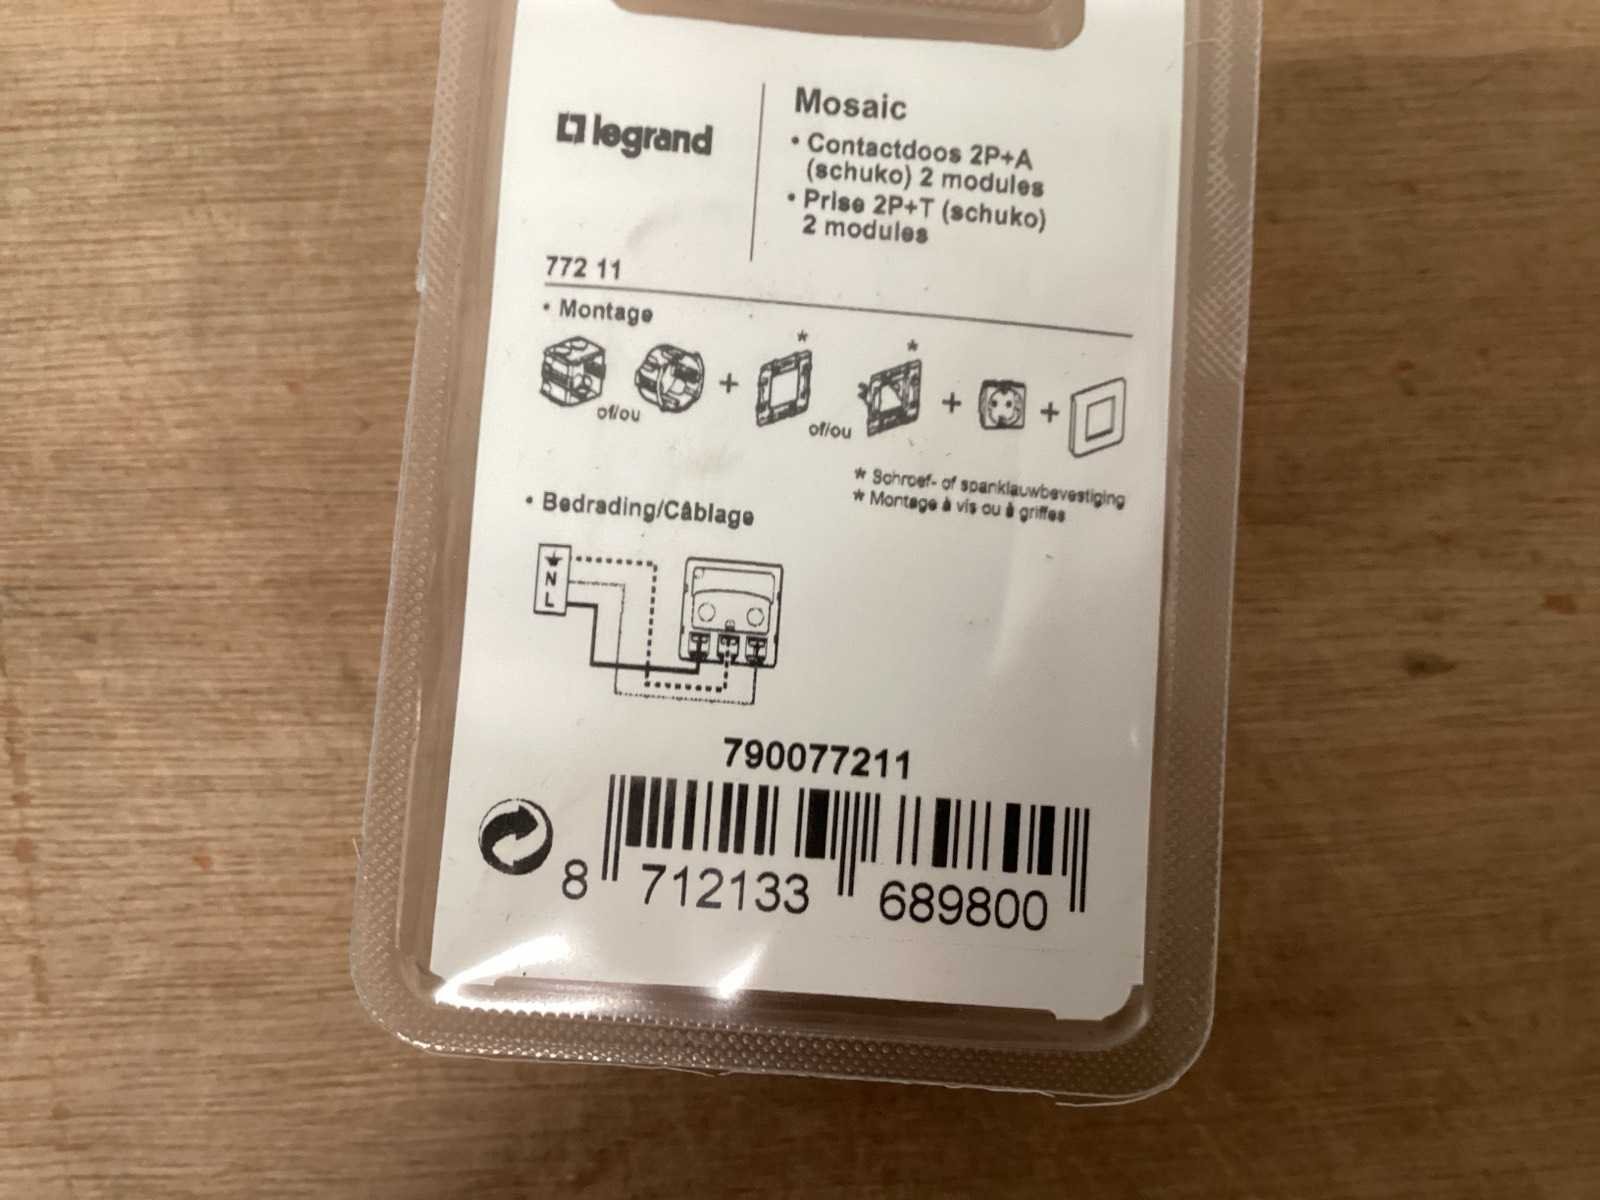 legrand
Mosaic
• Contactdoos 2P+A
(schuko) 2 modules
• Prise 2P+T (schuko)
2 modules
772 11
• Montage
* *
of/ou
of/ou
* Schroef- of spanklauwbevestiging
* Montage à vis ou à griffes
• Bedrading/Câblage
N
L
790077211
8 712133 689800